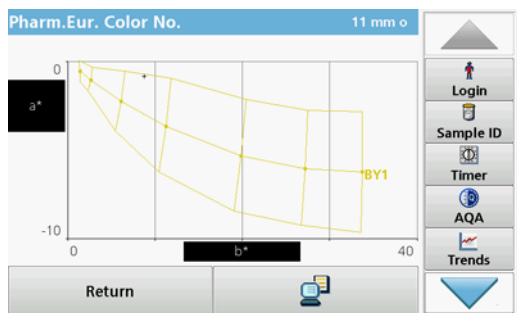 Pharm.Eur. Color No. 11 mm o
0
a*
BY1
-10
0 b* 40
Return
Login
Sample ID
Timer
AQA
Trends